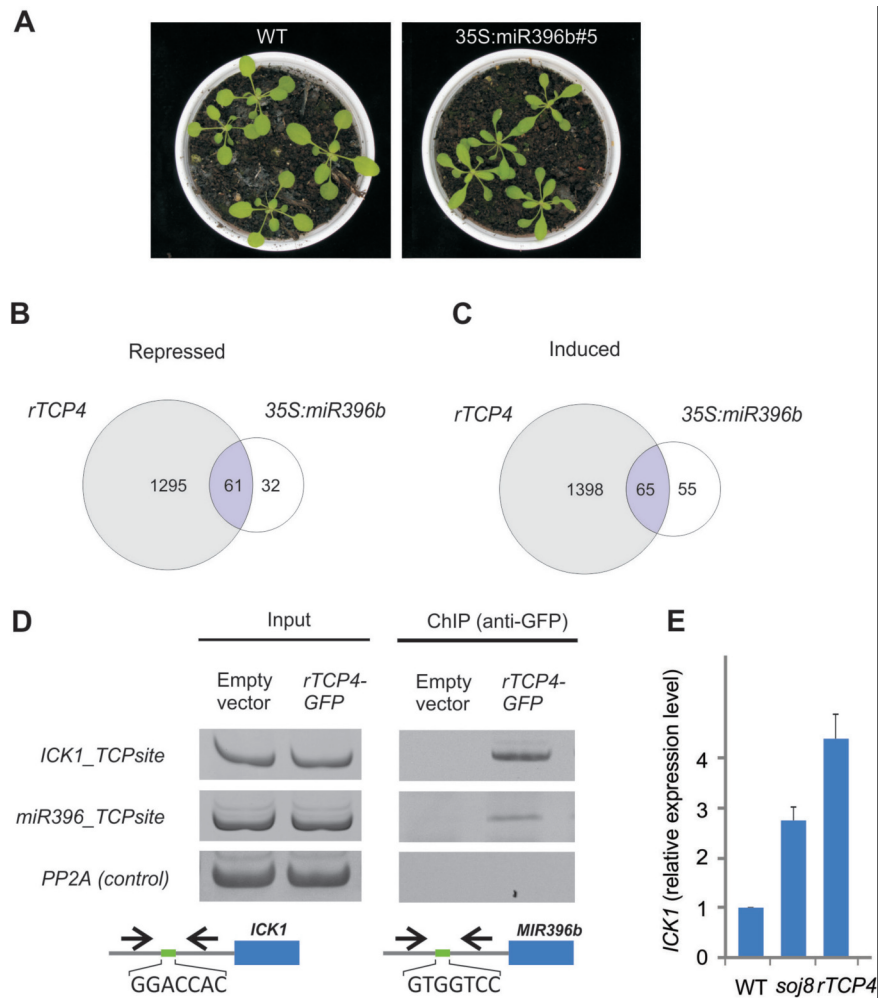 A
WT
35S:miR396b#5
B
Repressed
rTCP4
35S:miR396b
1295
61
32
C
Induced
rTCP4
35S:miR396b
1398
65
55
D
Input
ChIP (anti-GFP)
Empty vector
rTCP4-GFP
Empty vector
rTCP4-GFP
ICK1_TCPsite
miR396_TCPsite
PP2A (control)
ICK1
GGACCAC
MIR396b
GTGGTCC
E
ICK1 (relative expression level)
4
3
2
1
0
WT
soj8
rTCP4